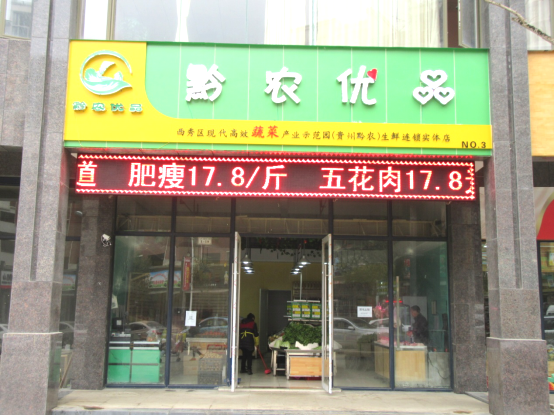 黔农优品
黔农优品
西秀区现代高效蔬菜产业示范园(贵州黔农)生鲜连锁实体店
NO.3
道 肥瘦17.8/斤 五花肉17.8元